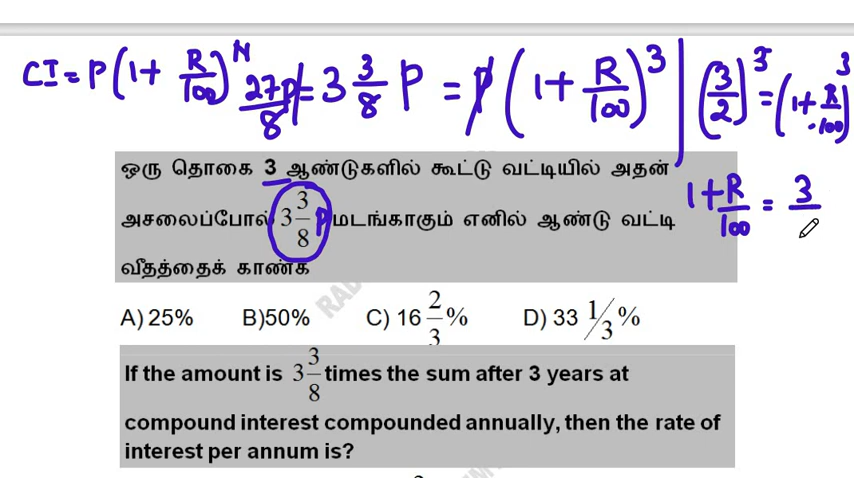 CI = P(1 + R/100)^N 27P/8 = 3 3/8 P = P(1 + R/100)^3 | (3/2)^3 = (1 + R/100)^3
1 + R/100 = 3
ஒரு தொகை 3 ஆண்டுகளில் கூட்டு வட்டியில் அதன்
அசலைப்போல் 3 3/8 P மடங்காகும் எனில் ஆண்டு வட்டி
வீதத்தைக் காண்க
A) 25% B)50% C) 16 2/3 % D) 33 1/3 %
If the amount is 3 3/8 times the sum after 3 years at
compound interest compounded annually, then the rate of
interest per annum is?